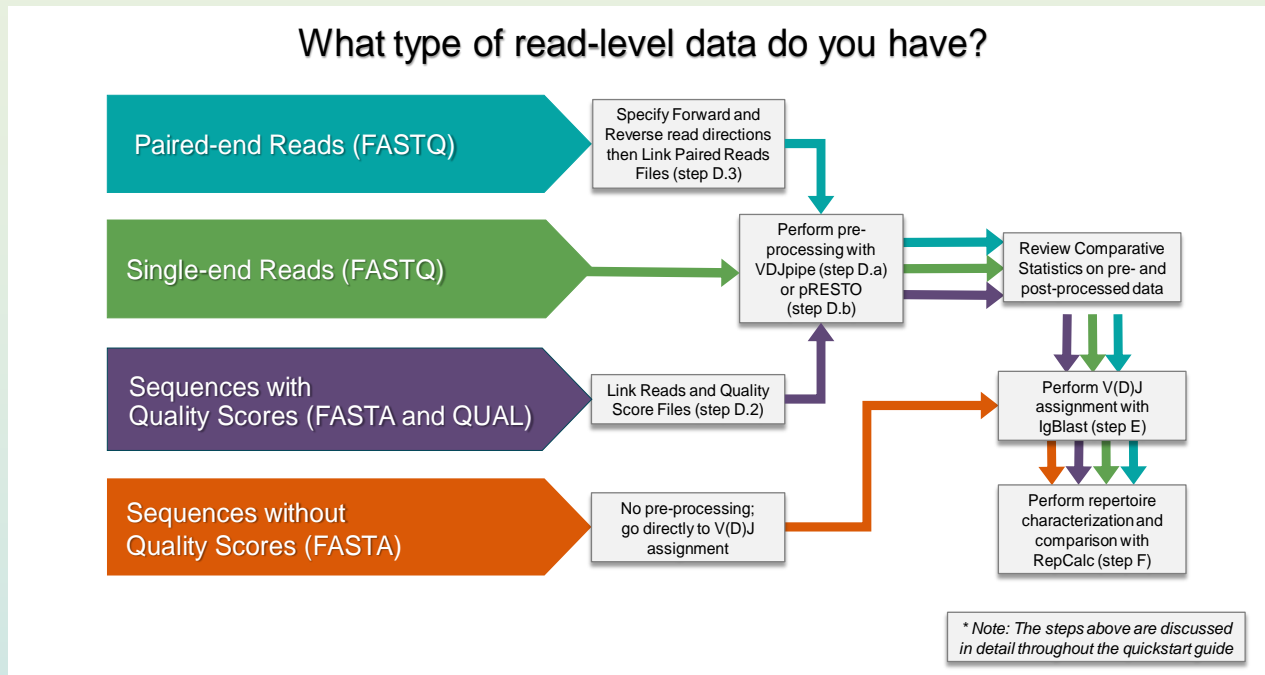 What type of read-level data do you have?
Paired-end Reads (FASTQ)
Specify Forward and
Reverse read directions
then Link Paired Reads
Files (step D.3)
Single-end Reads (FASTQ)
Perform pre-
processing with
VDJpipe (step D.a)
or pRESTO
(step D.b)
Review Comparative
Statistics on pre- and
post-processed data
Sequences with
Quality Scores (FASTA and QUAL)
Link Reads and Quality
Score Files (step D.2)
Perform V(D)J
assignment with
IgBlast (step E)
Sequences without
Quality Scores (FASTA)
No pre-processing;
go directly to V(D)J
assignment
Perform repertoire
characterization and
comparison with
RepCalc (step F)
* Note: The steps above are discussed
in detail throughout the quickstart guide